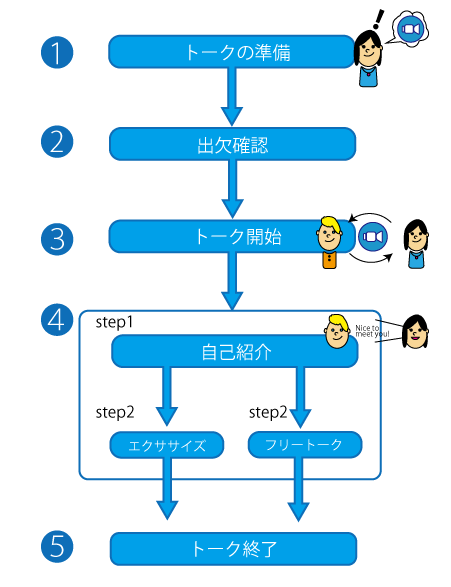 1
トークの準備
!
2
出欠確認
3
トーク開始
4
step1
Nice to
meet you!
自己紹介
step2
step2
エクササイズ
フリートーク
5
トーク終了